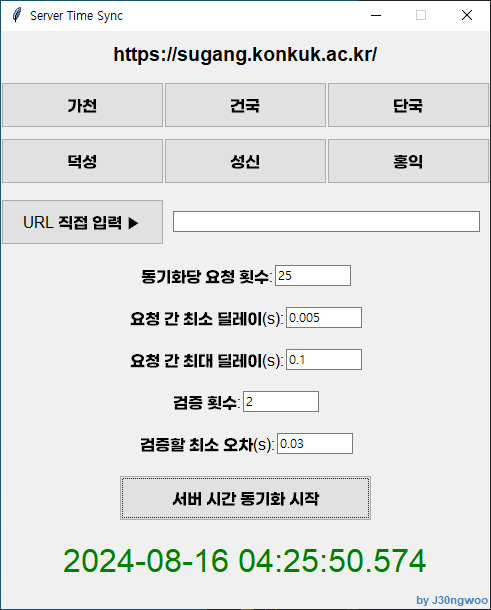 Server Time Sync
https://sugang.konkuk.ac.kr/
가천 건국 단국
덕성 성신 홍익
URL 직접 입력 ▶
동기화당 요청 횟수: 25
요청 간 최소 딜레이(s): 0.005
요청 간 최대 딜레이(s): 0.1
검증 횟수: 2
검증할 최소 오차(s): 0.03
서버 시간 동기화 시작
2024-08-16 04:25:50.574
by J30ngwoo